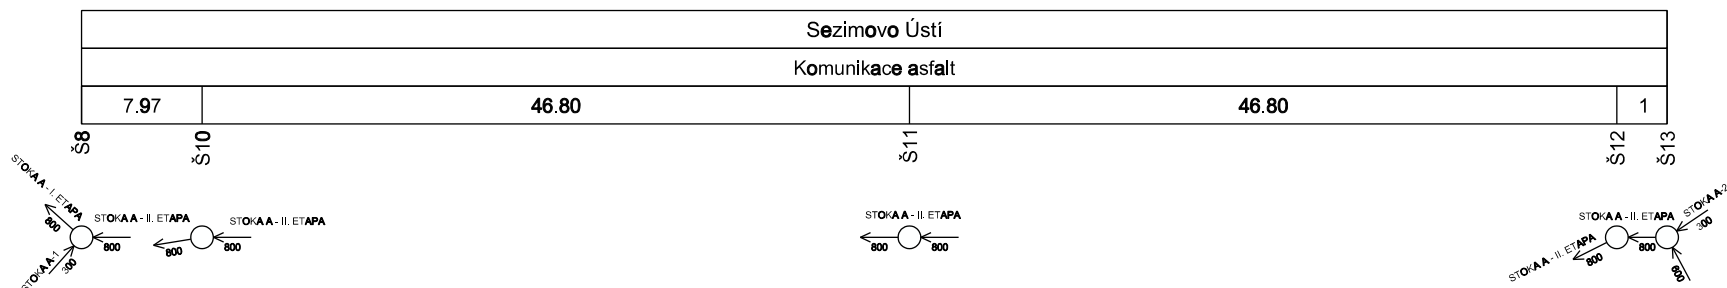 Sezimovo Ústí
Komunikace asfalt
7.97 46.80 46.80 1
Š8 Š10 Š11 Š12 Š13
STOKA A - I. ETAPA
800
STOKA A-1
300
STOKA A - II. ETAPA
800
800
STOKA A - II. ETAPA
800
STOKA A - II. ETAPA
800
800
STOKA A - II. ETAPA
800
STOKA A - II. ETAPA
800
STOKA A-2
300
600